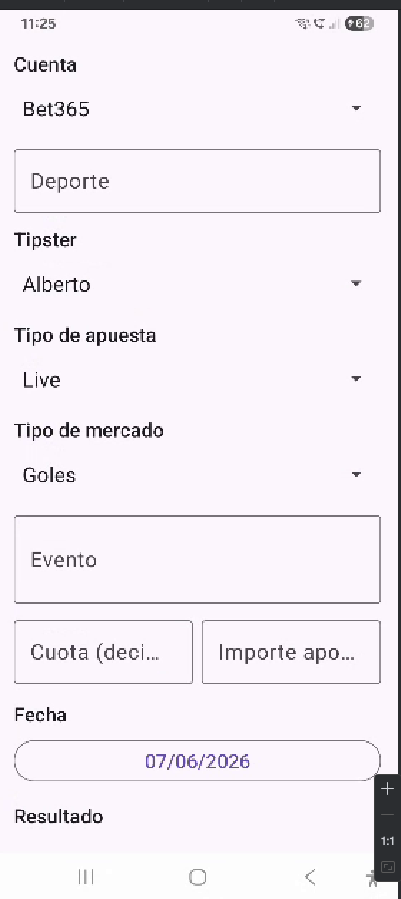 11:25
62
Cuenta
Bet365
Deporte
Tipster
Alberto
Tipo de apuesta
Live
Tipo de mercado
Goles
Evento
Cuota (deci... Importe apo...
Fecha
07/06/2026
Resultado
1:1